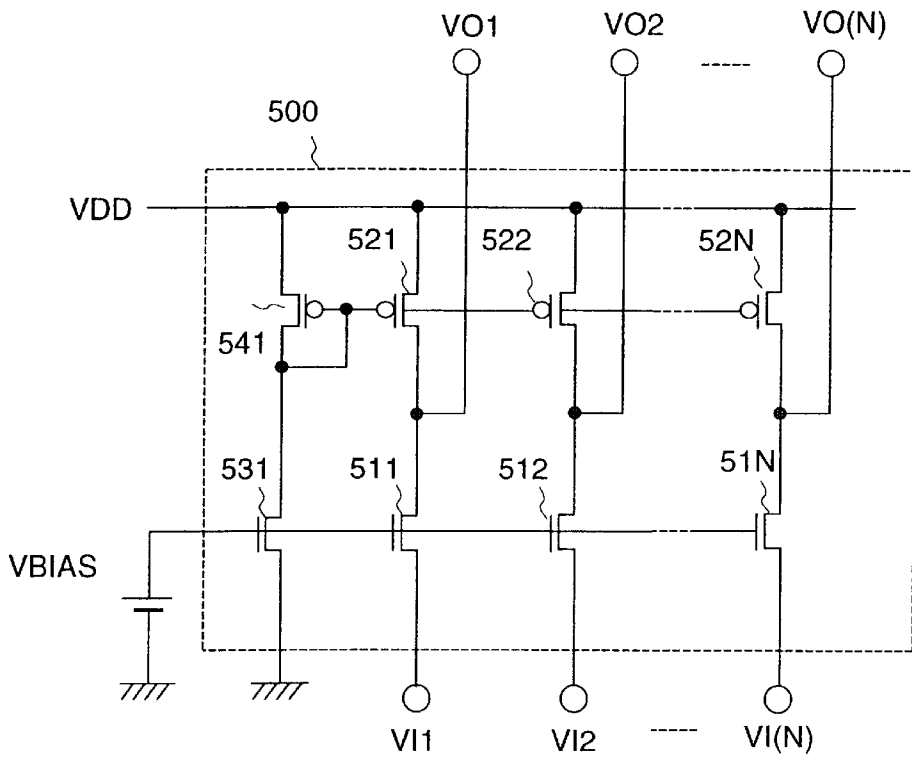 VO1 VO2 VO(N)
500
VDD
521 522 52N
541
531 511 512 51N
VBIAS
VI1 VI2 VI(N)